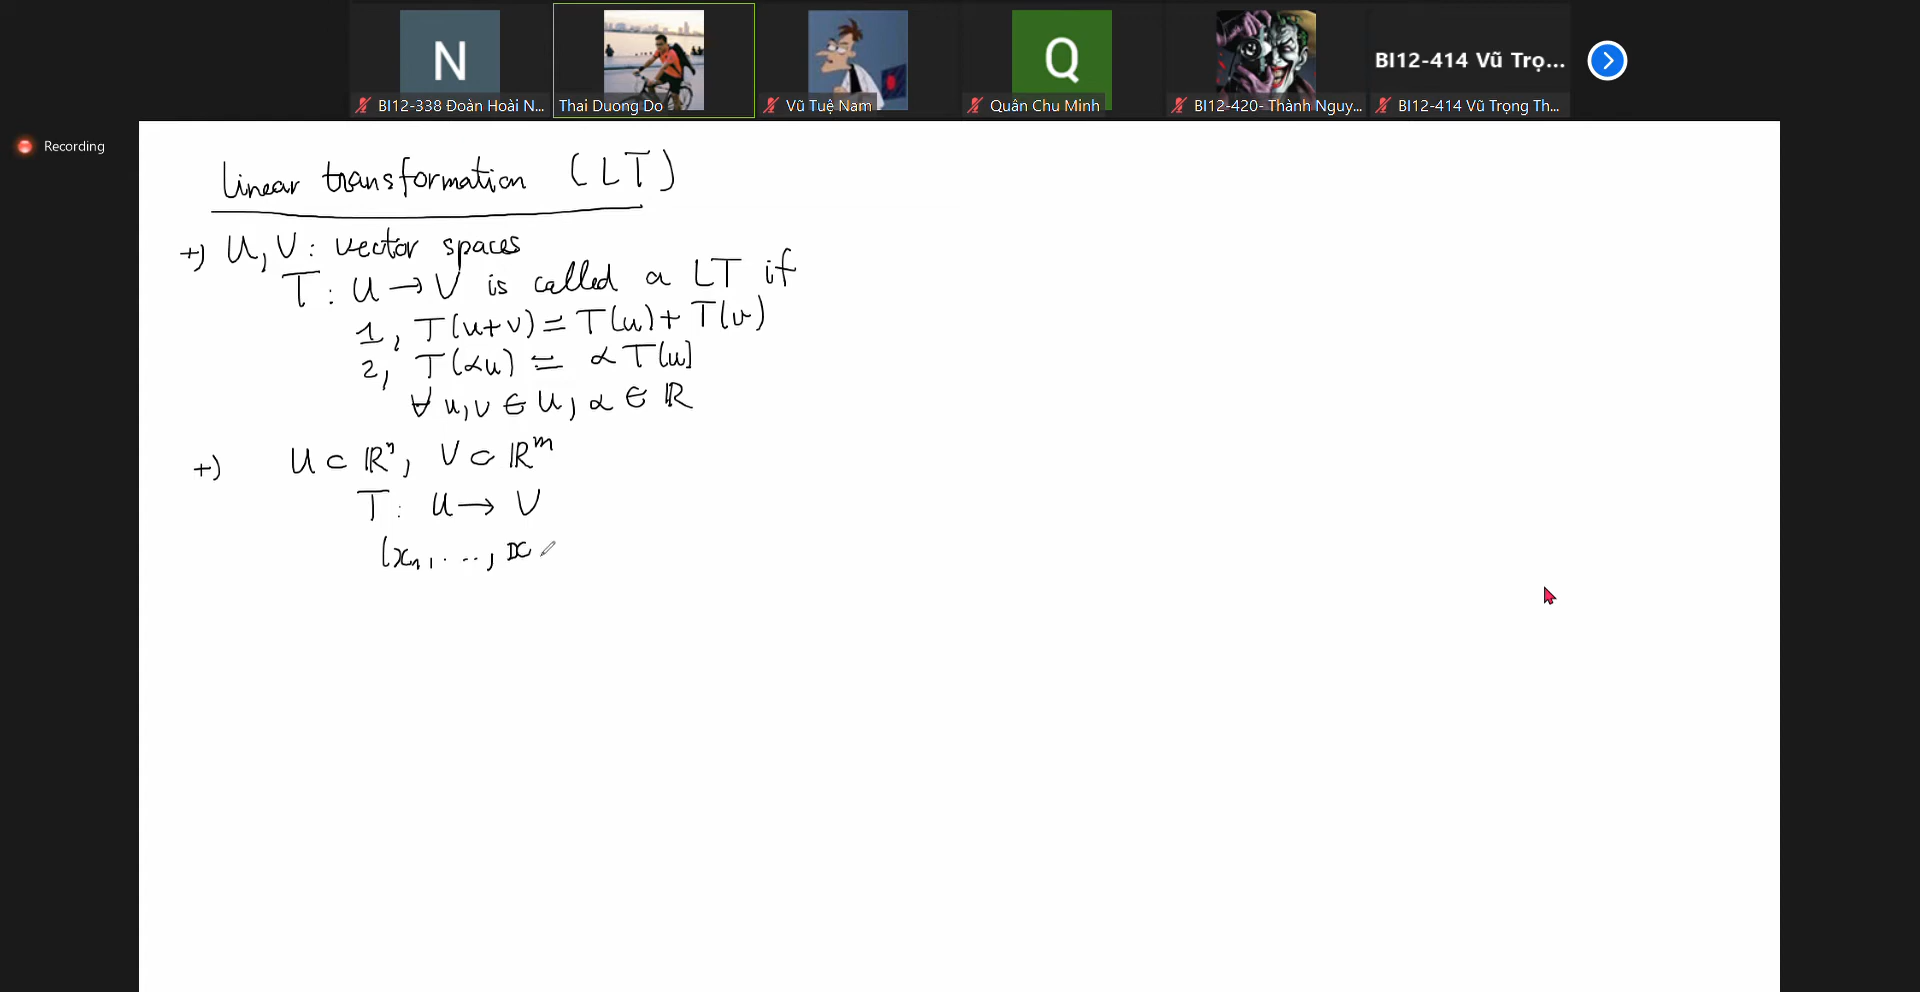 N
Q
BI12-414 Vũ Trọ...
BI12-338 Đoàn Hoài N...
Thai Duong Do
Vũ Tuệ Nam
Quân Chu Minh
BI12-420- Thành Nguy...
BI12-414 Vũ Trọng Th...
Recording
Linear transformation (LT)
+) U, V: vector spaces
T: U → V is called a LT if
1, T(u+v) = T(u) + T(v)
2, T(αu) = αT(u)
∀ u,v ∈ U, α ∈ ℝ
+) U ⊂ ℝⁿ, V ⊂ ℝᵐ
T: U → V
(x₁, ..., x